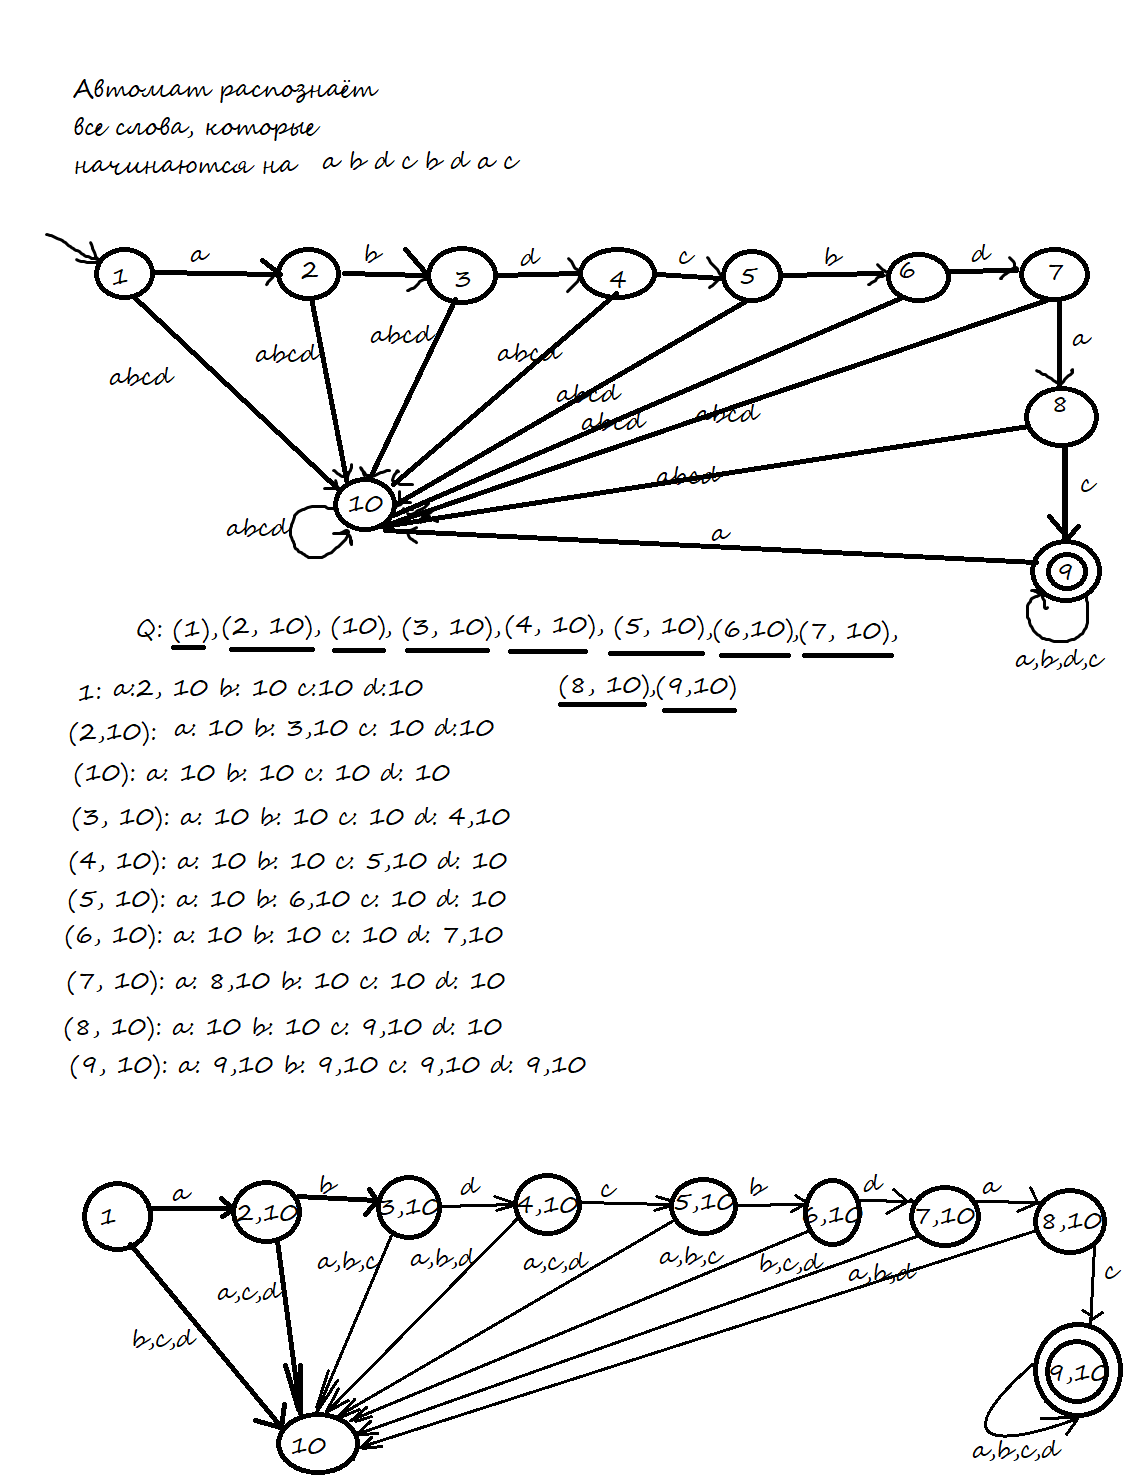 Автомат распознаёт
все слова, которые
начинаются на a b d c b d a c
a b d c b d
1 2 3 4 5 6 7
abcd abcd abcd abcd a
abcd abcd abcd 8
abcd c
abcd 10 a 9
a,b,d,c
Q: (1), (2, 10), (10), (3, 10), (4, 10), (5, 10), (6,10), (7, 10),
(8, 10), (9,10)
1: a:2, 10 b: 10 c:10 d:10
(2,10): a: 10 b: 3,10 c: 10 d:10
(10): a: 10 b: 10 c: 10 d: 10
(3, 10): a: 10 b: 10 c: 10 d: 4,10
(4, 10): a: 10 b: 10 c: 5,10 d: 10
(5, 10): a: 10 b: 6,10 c: 10 d: 10
(6, 10): a: 10 b: 10 c: 10 d: 7,10
(7, 10): a: 8,10 b: 10 c: 10 d: 10
(8, 10): a: 10 b: 10 c: 9,10 d: 10
(9, 10): a: 9,10 b: 9,10 c: 9,10 d: 9,10
a b d c b d a
1 2,10 3,10 4,10 5,10 6,10 7,10 8,10
b,c,d a,c,d a,b,c a,b,d a,c,d a,b,c b,c,d a,b,d c
9,10
10 a,b,c,d